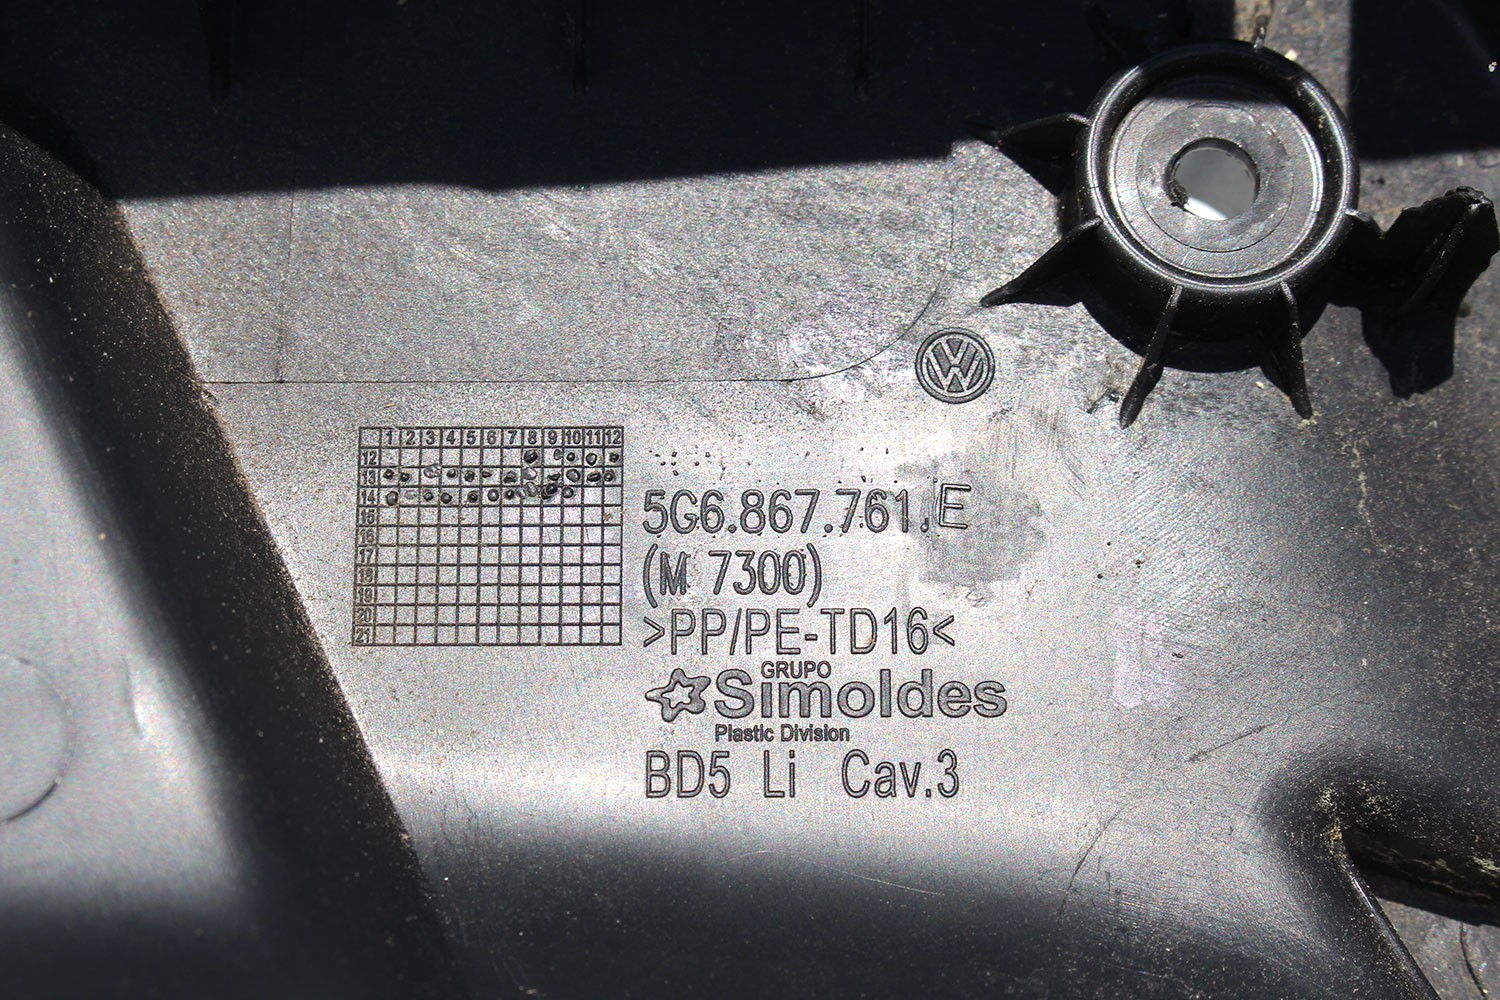 VW
1 2 3 4 5 6 7 8 9 10 11 12
12
13
14
15
16
17
18
19
20
21
5G6.867.761.E
(M 7300)
>PP/PE-TD16<
GRUPO
Simoldes
Plastic Division
BD5 Li Cav.3